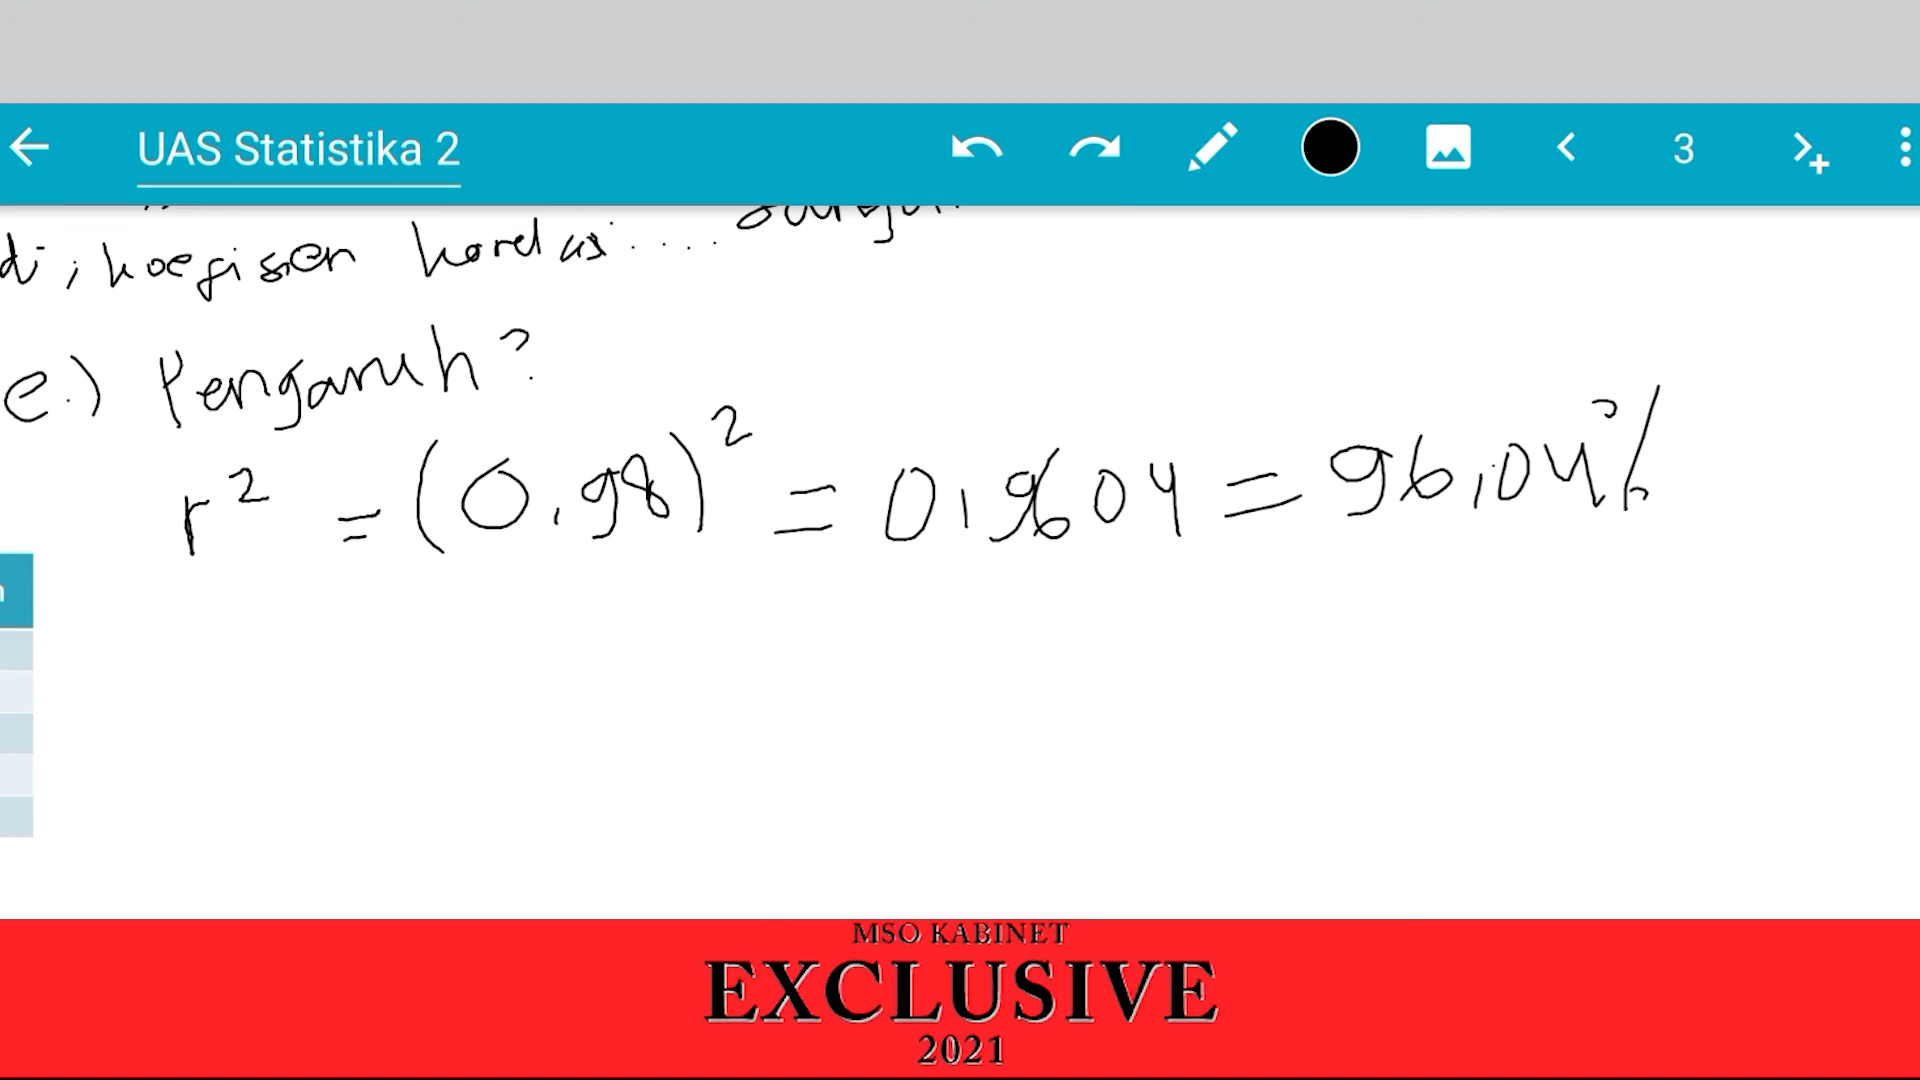 UAS Statistika 2
3
di, koefisien korelasi ....
e.) Pengaruh?
r² = (0,98)² = 0,9604 = 96,04%
MSO KABINET
EXCLUSIVE
2021